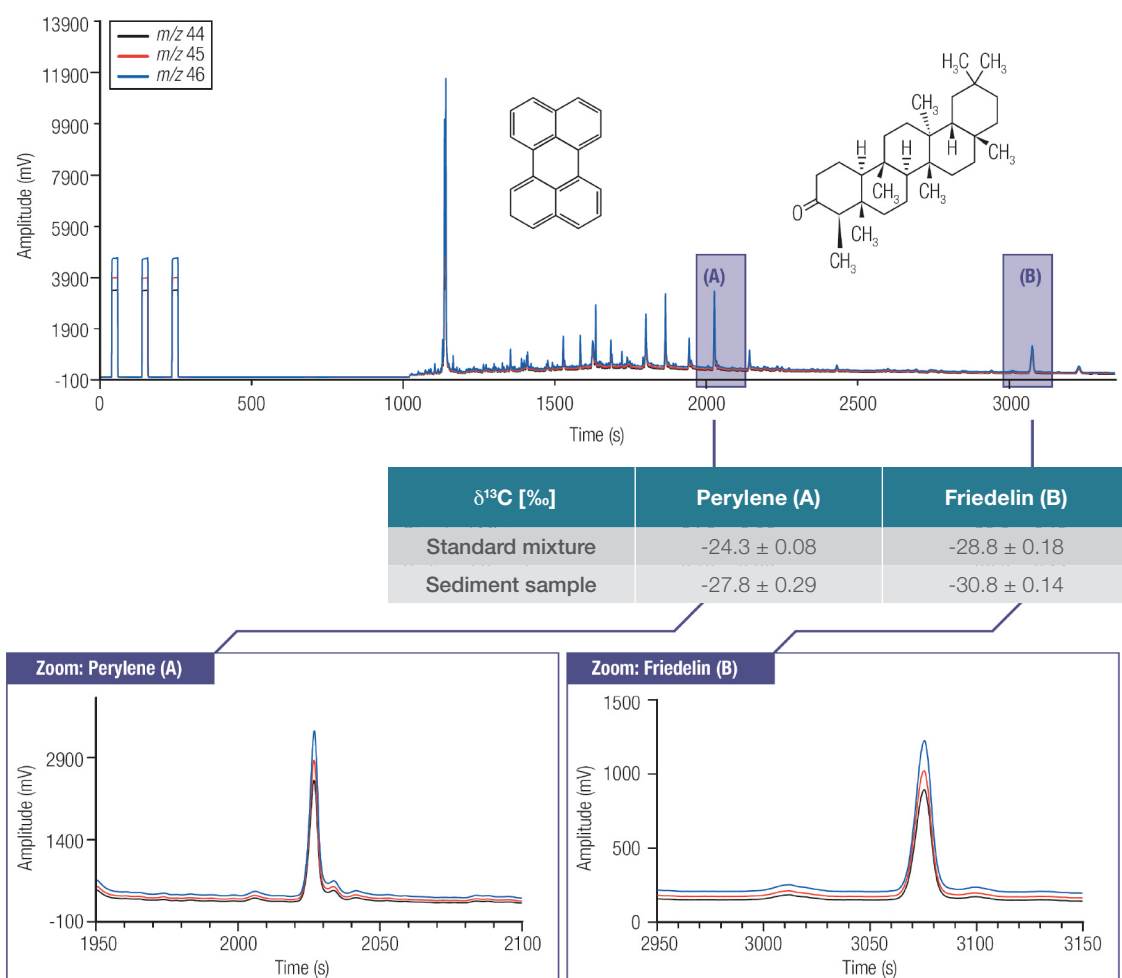 13900
11900
9900
7900
5900
3900
1900
-100
Amplitude (mV)
m/z 44
m/z 45
m/z 46
H3C CH3
CH3
H
H
CH3
H
H
CH3
CH3
O
CH3
CH3
(A)
(B)
0 500 1000 1500 2000 2500 3000
Time (s)
δ¹³C [‰] Perylene (A) Friedelin (B)
Standard mixture -24.3 ± 0.08 -28.8 ± 0.18
Sediment sample -27.8 ± 0.29 -30.8 ± 0.14
Zoom: Perylene (A)
2900
1400
-100
Amplitude (mV)
1950 2000 2050 2100
Time (s)
Zoom: Friedelin (B)
1500
1000
500
0
Amplitude (mV)
2950 3000 3050 3100 3150
Time (s)